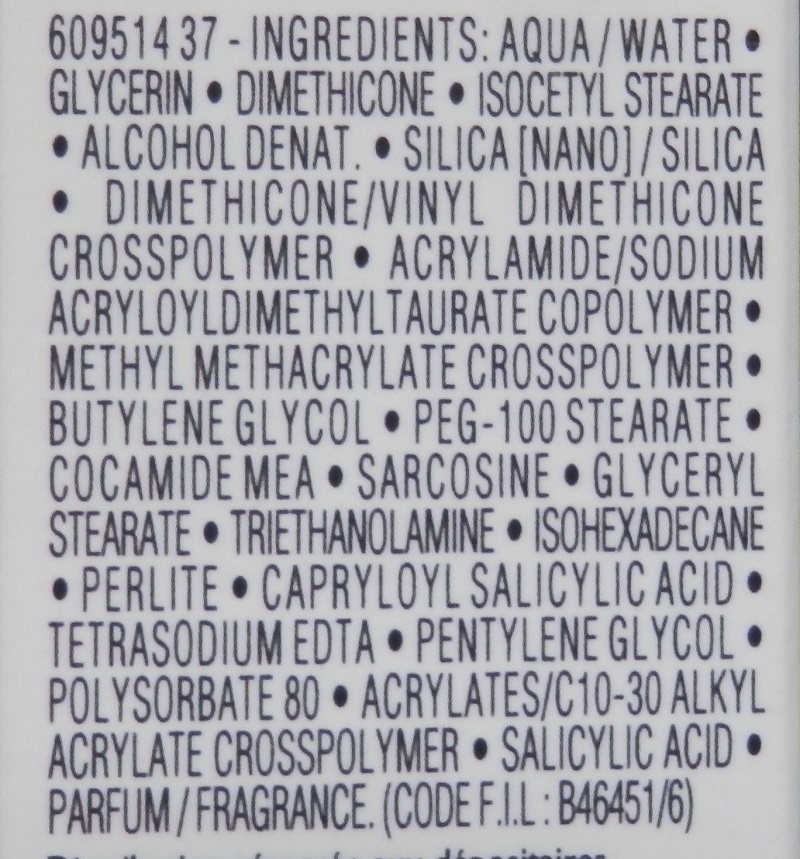 609514 37 - INGREDIENTS: AQUA / WATER •
GLYCERIN • DIMETHICONE • ISOCETYL STEARATE
• ALCOHOL DENAT. • SILICA [NANO] / SILICA
• DIMETHICONE/VINYL DIMETHICONE
CROSSPOLYMER • ACRYLAMIDE/SODIUM
ACRYLOYLDIMETHYLTAURATE COPOLYMER •
METHYL METHACRYLATE CROSSPOLYMER •
BUTYLENE GLYCOL • PEG-100 STEARATE •
COCAMIDE MEA • SARCOSINE • GLYCERYL
STEARATE • TRIETHANOLAMINE • ISOHEXADECANE
• PERLITE • CAPRYLOYL SALICYLIC ACID •
TETRASODIUM EDTA • PENTYLENE GLYCOL •
POLYSORBATE 80 • ACRYLATES/C10-30 ALKYL
ACRYLATE CROSSPOLYMER • SALICYLIC ACID •
PARFUM / FRAGRANCE. (CODE F.I.L : B46451/6)